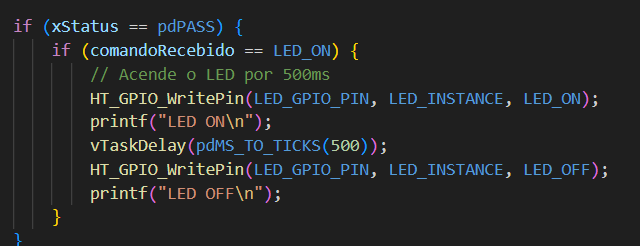 if (xStatus == pdPASS) {
if (comandoRecebido == LED_ON) {
// Acende o LED por 500ms
HT_GPIO_WritePin(LED_GPIO_PIN, LED_INSTANCE, LED_ON);
printf("LED ON\n");
vTaskDelay(pdMS_TO_TICKS(500));
HT_GPIO_WritePin(LED_GPIO_PIN, LED_INSTANCE, LED_OFF);
printf("LED OFF\n");
}
}